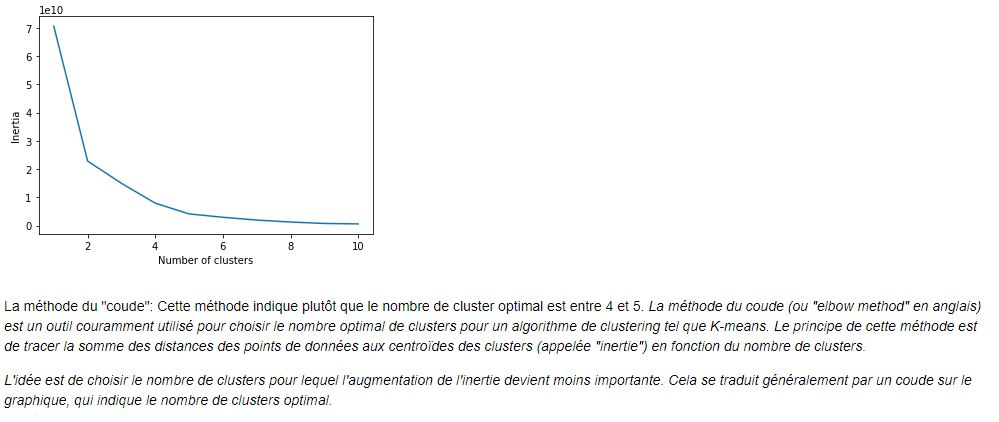 1e10
7
6
5
4
3
2
1
0
Inertia
2 4 6 8 10
Number of clusters
La méthode du "coude": Cette méthode indique plutôt que le nombre de cluster optimal est entre 4 et 5. La méthode du coude (ou "elbow method" en anglais)
est un outil couramment utilisé pour choisir le nombre optimal de clusters pour un algorithme de clustering tel que K-means. Le principe de cette méthode est
de tracer la somme des distances des points de données aux centroïdes des clusters (appelée "inertie") en fonction du nombre de clusters.
L'idée est de choisir le nombre de clusters pour lequel l'augmentation de l'inertie devient moins importante. Cela se traduit généralement par un coude sur le
graphique, qui indique le nombre de clusters optimal.